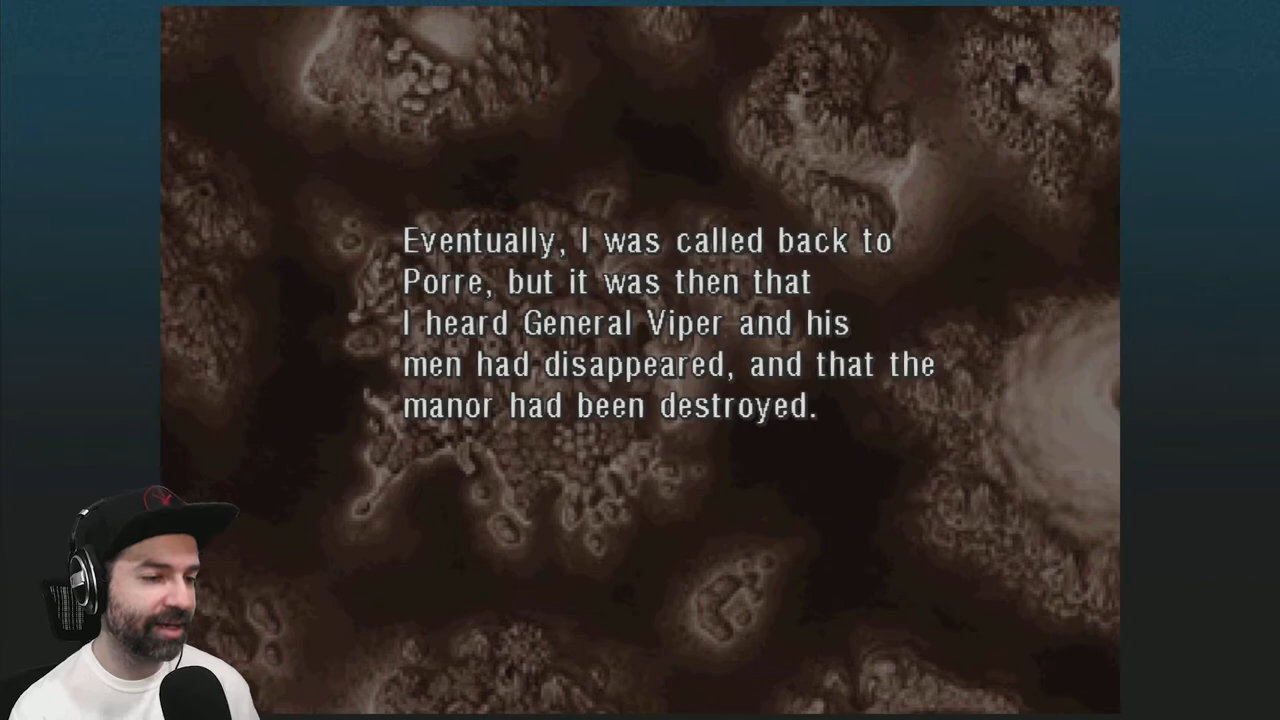 Eventually, I was called back to
Porre, but it was then that
I heard General Viper and his
men had disappeared, and that the
manor had been destroyed.